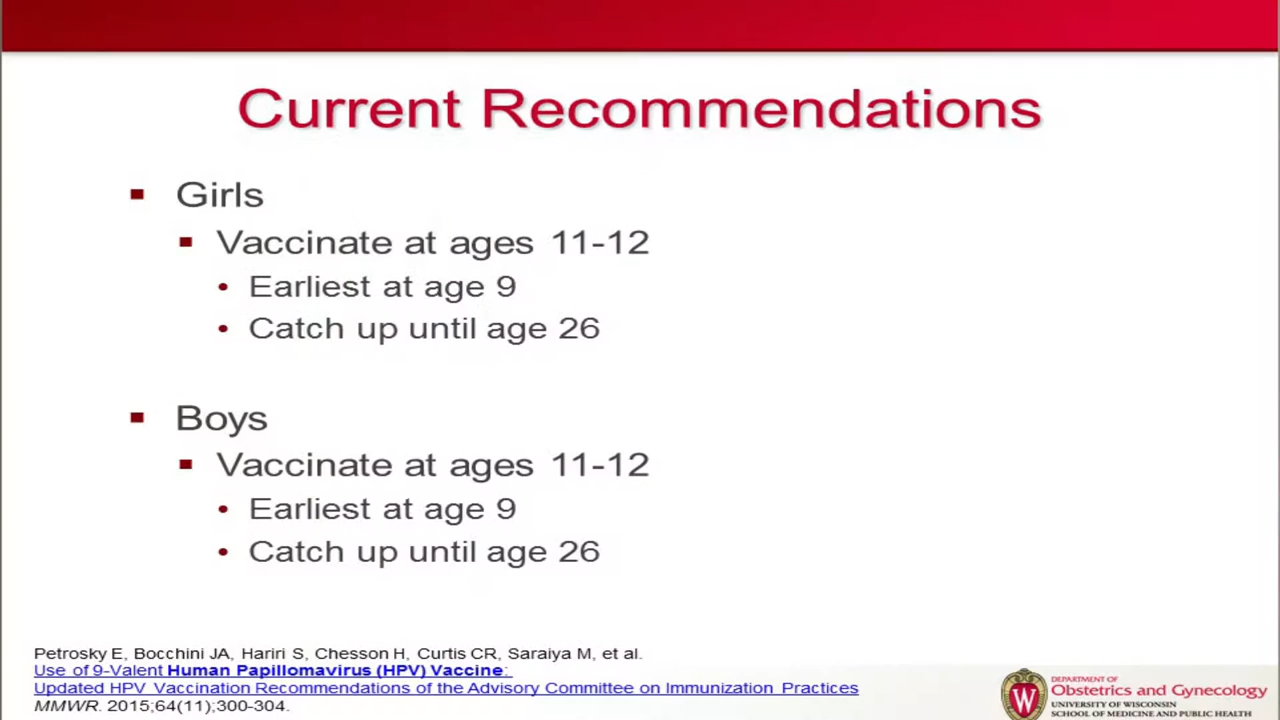 Current Recommendations
Girls
Vaccinate at ages 11-12
Earliest at age 9
Catch up until age 26
Boys
Vaccinate at ages 11-12
Earliest at age 9
Catch up until age 26
Petrosky E, Bocchini JA, Hariri S, Chesson H, Curtis CR, Saraiya M, et al.
Use of 9-Valent Human Papillomavirus (HPV) Vaccine:
Updated HPV Vaccination Recommendations of the Advisory Committee on Immunization Practices
MMWR. 2015;64(11);300-304.
W
DEPARTMENT OF
Obstetrics and Gynecology
UNIVERSITY OF WISCONSIN
SCHOOL OF MEDICINE AND PUBLIC HEALTH